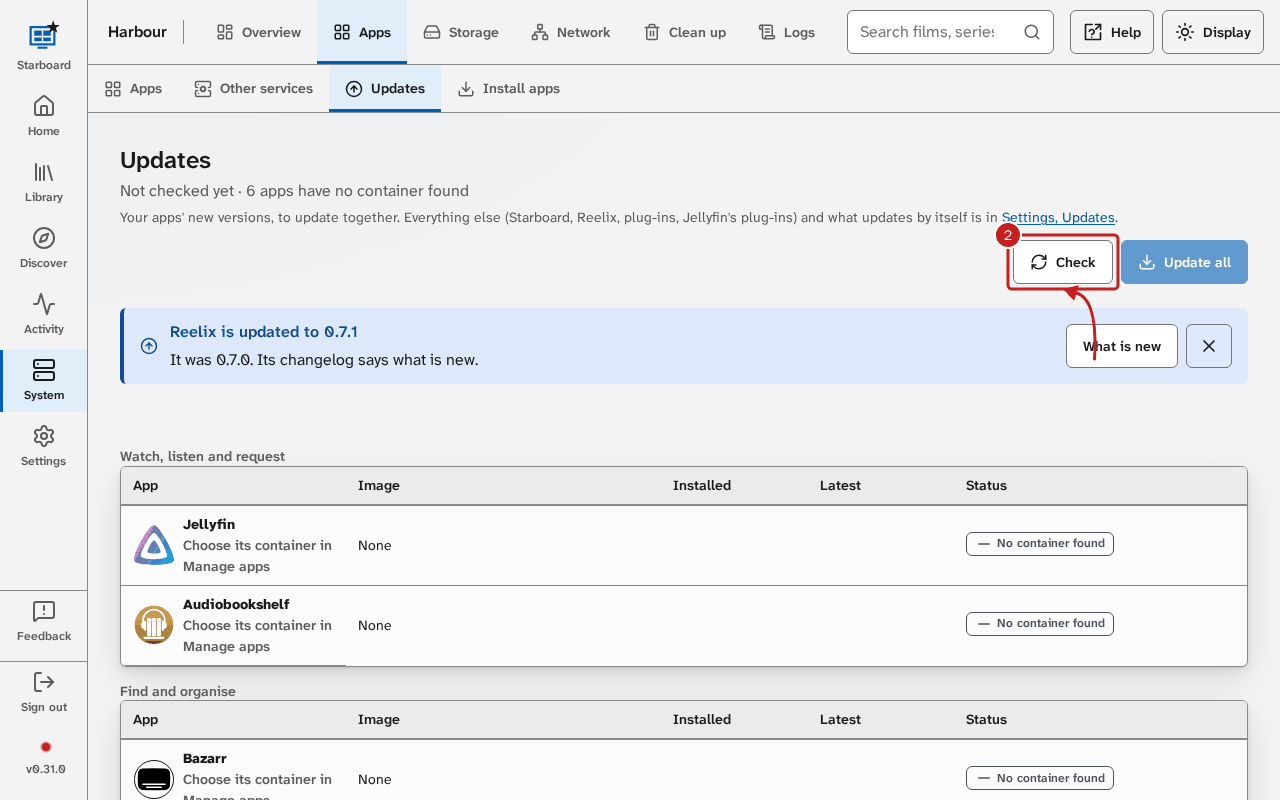 Starboard
Home
Library
Discover
Activity
System
Settings
Feedback
Sign out
v0.31.0
Harbour
Overview
Apps
Storage
Network
Clean up
Logs
Search films, series
Help
Display
Apps
Other services
Updates
Install apps
Updates
Not checked yet · 6 apps have no container found
Your apps' new versions, to update together. Everything else (Starboard, Reelix, plug-ins, Jellyfin's plug-ins) and what updates by itself is in Settings, Updates.
2
Check
Update all
Reelix is updated to 0.7.1
It was 0.7.0. Its changelog says what is new.
What is new
Watch, listen and request
App Image Installed Latest Status
Jellyfin
Choose its container in
Manage apps
None
No container found
Audiobookshelf
Choose its container in
Manage apps
None
No container found
Find and organise
App Image Installed Latest Status
Bazarr
Choose its container in
Manage apps
None
No container found